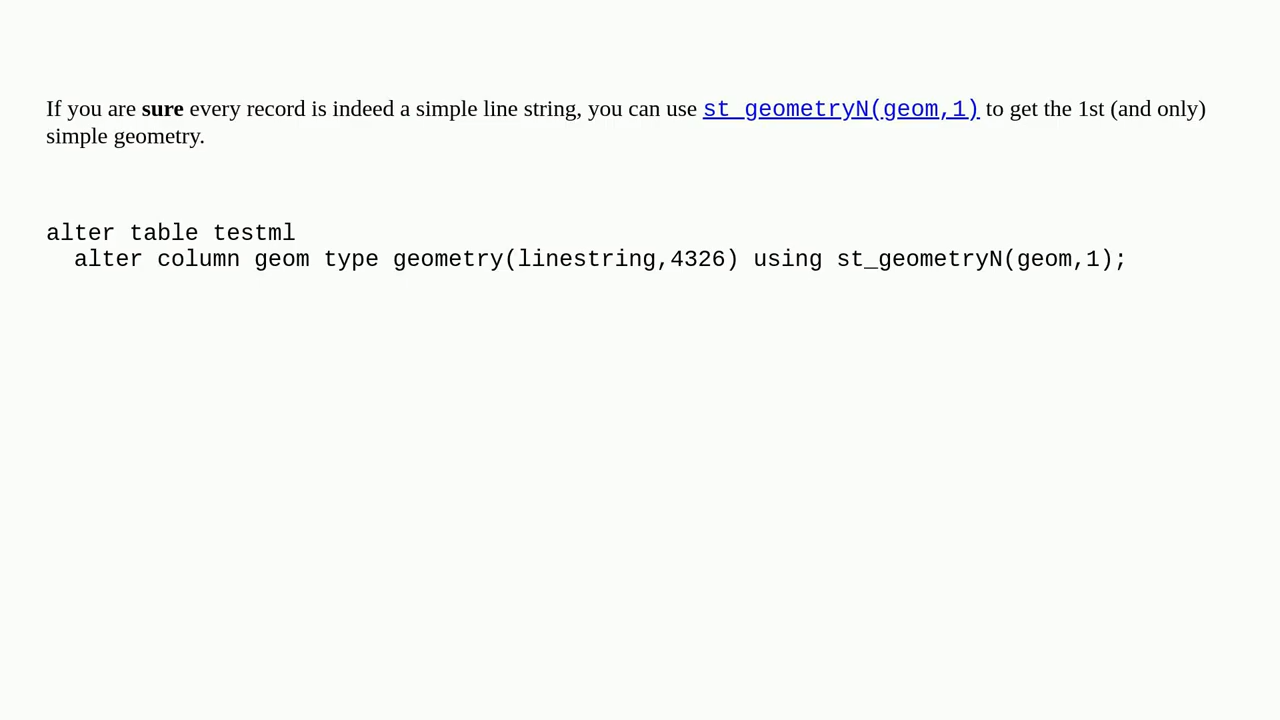 If you are sure every record is indeed a simple line string, you can use st_geometryN(geom,1) to get the 1st (and only)
simple geometry.
alter table testml
  alter column geom type geometry(linestring,4326) using st_geometryN(geom,1);